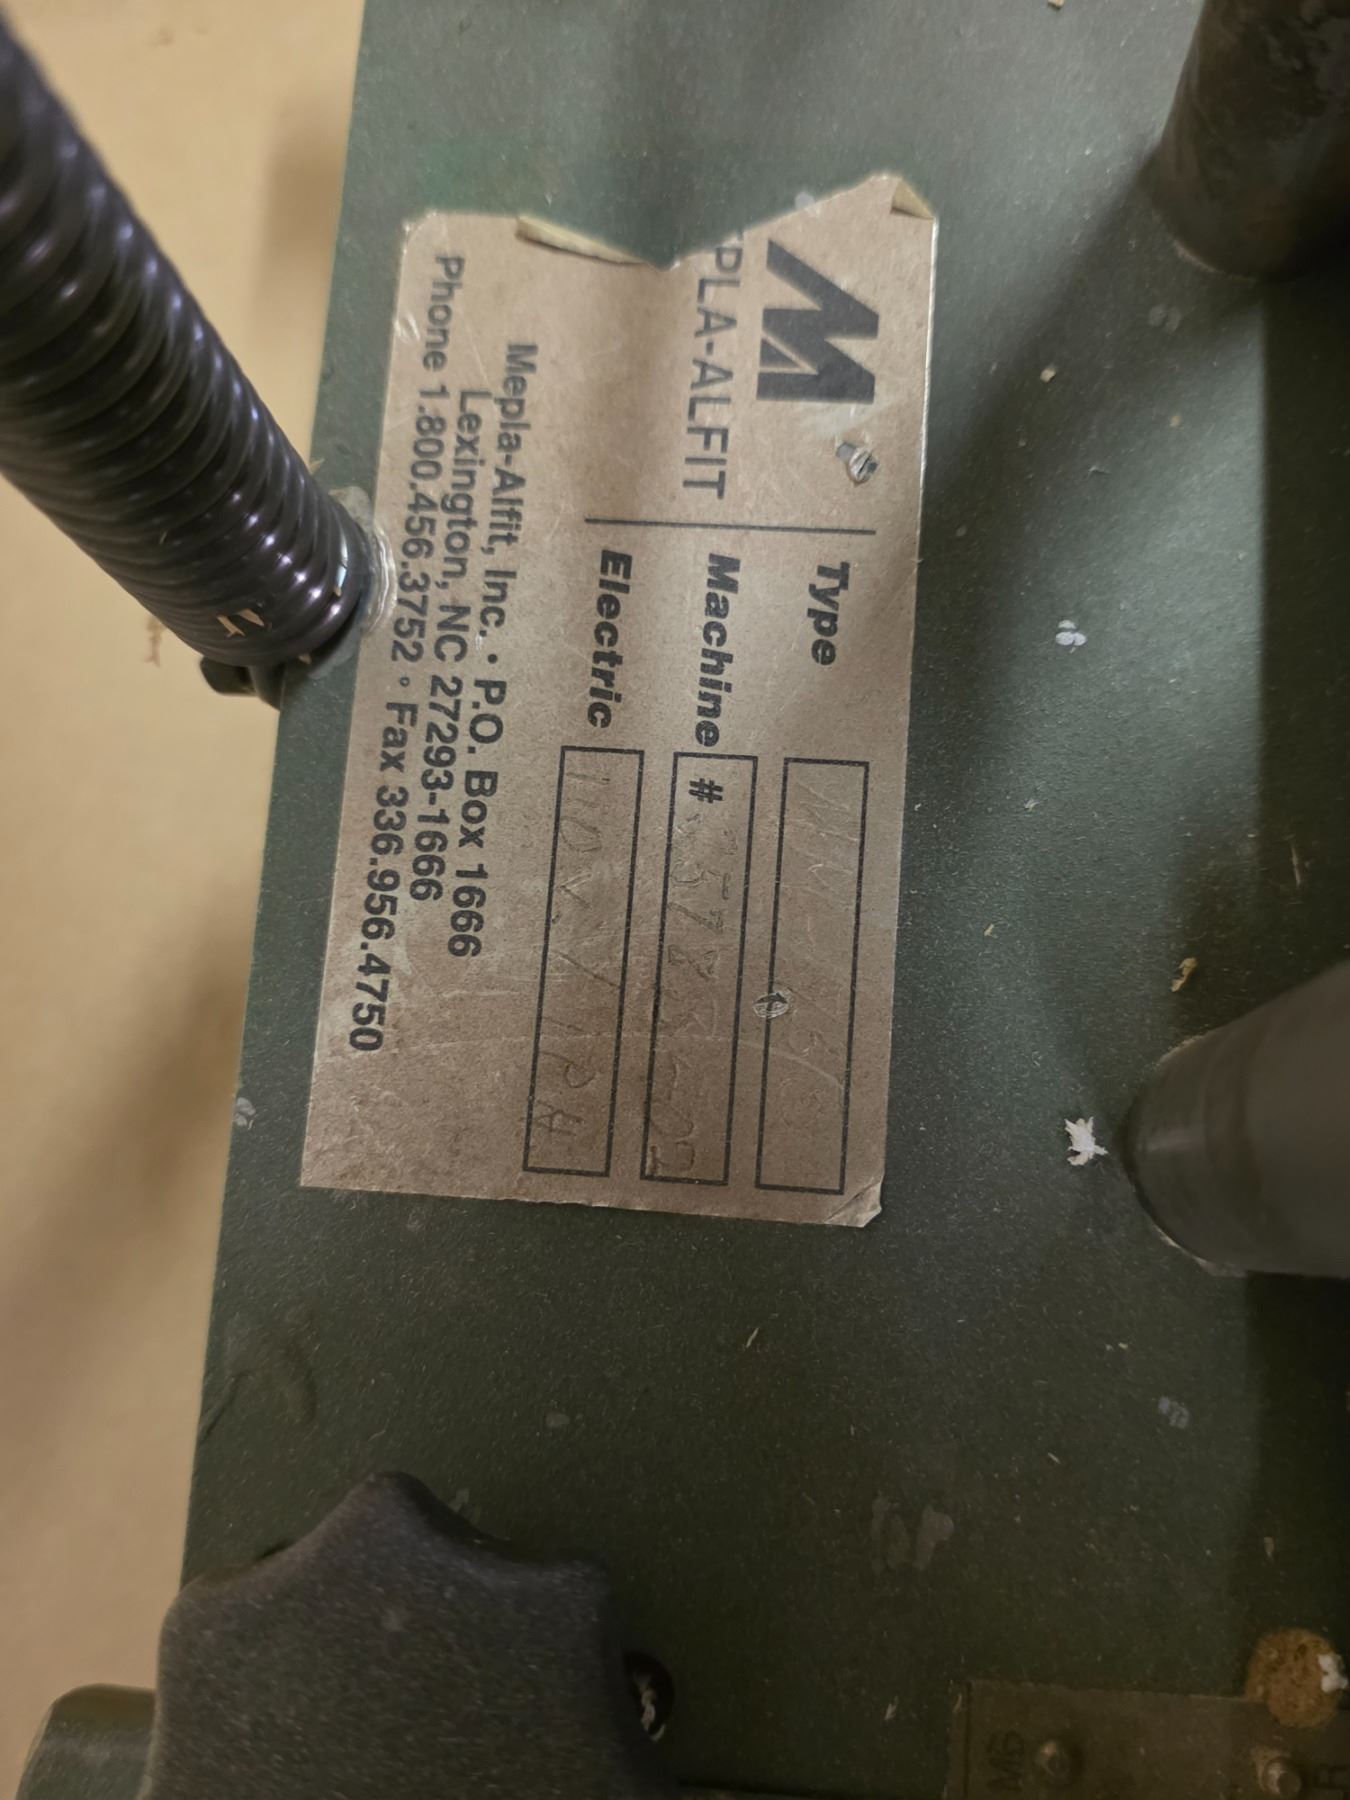 M
PLA-ALFIT
Type
Machine #
Electric
Mepla-Alfit, Inc. · P.O. Box 1666
Lexington, NC 27293-1666
Phone 1.800.456.3752 ◦ Fax 336.956.4750